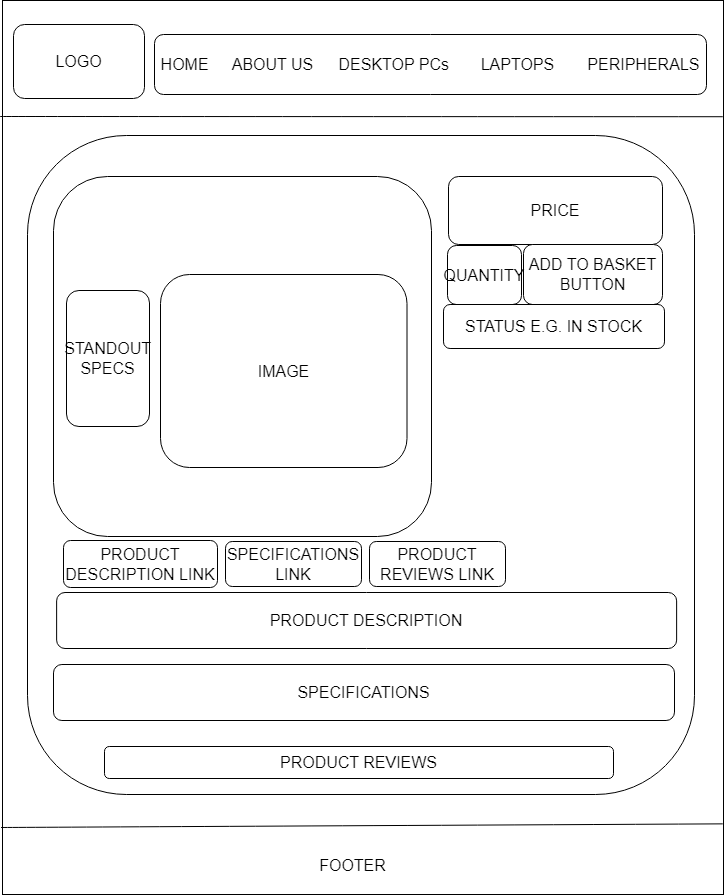 LOGO
HOME ABOUT US DESKTOP PCs LAPTOPS PERIPHERALS
PRICE
QUANTITY
ADD TO BASKET
BUTTON
STATUS E.G. IN STOCK
STANDOUT
SPECS
IMAGE
PRODUCT
DESCRIPTION LINK
SPECIFICATIONS
LINK
PRODUCT
REVIEWS LINK
PRODUCT DESCRIPTION
SPECIFICATIONS
PRODUCT REVIEWS
FOOTER